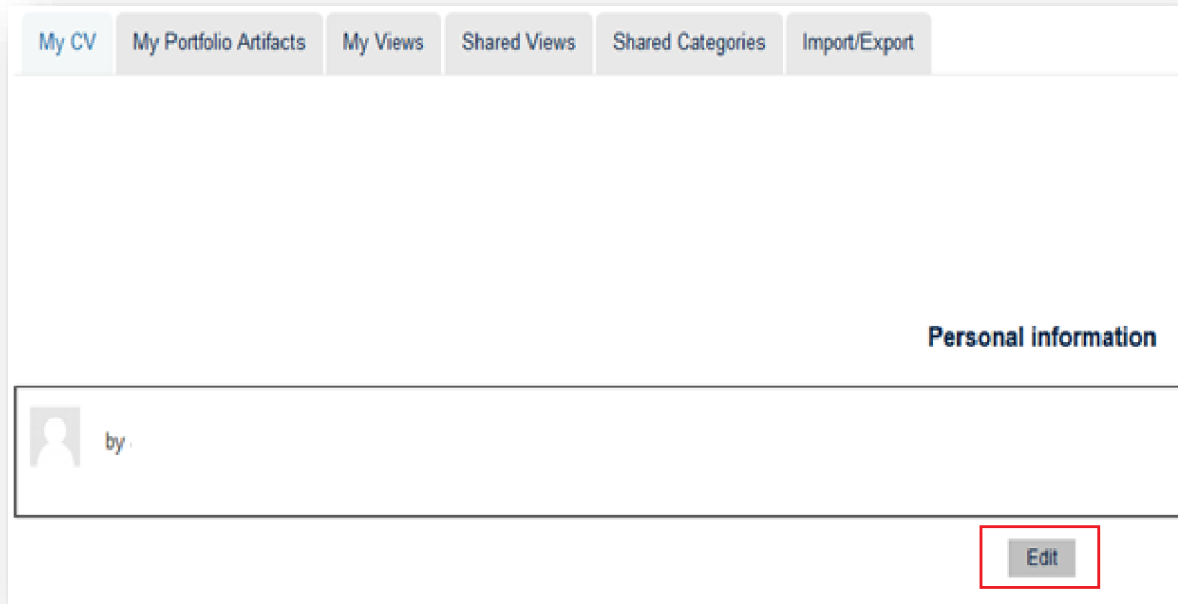 My CV My Portfolio Artifacts My Views Shared Views Shared Categories Import/Export
Personal information
by
Edit